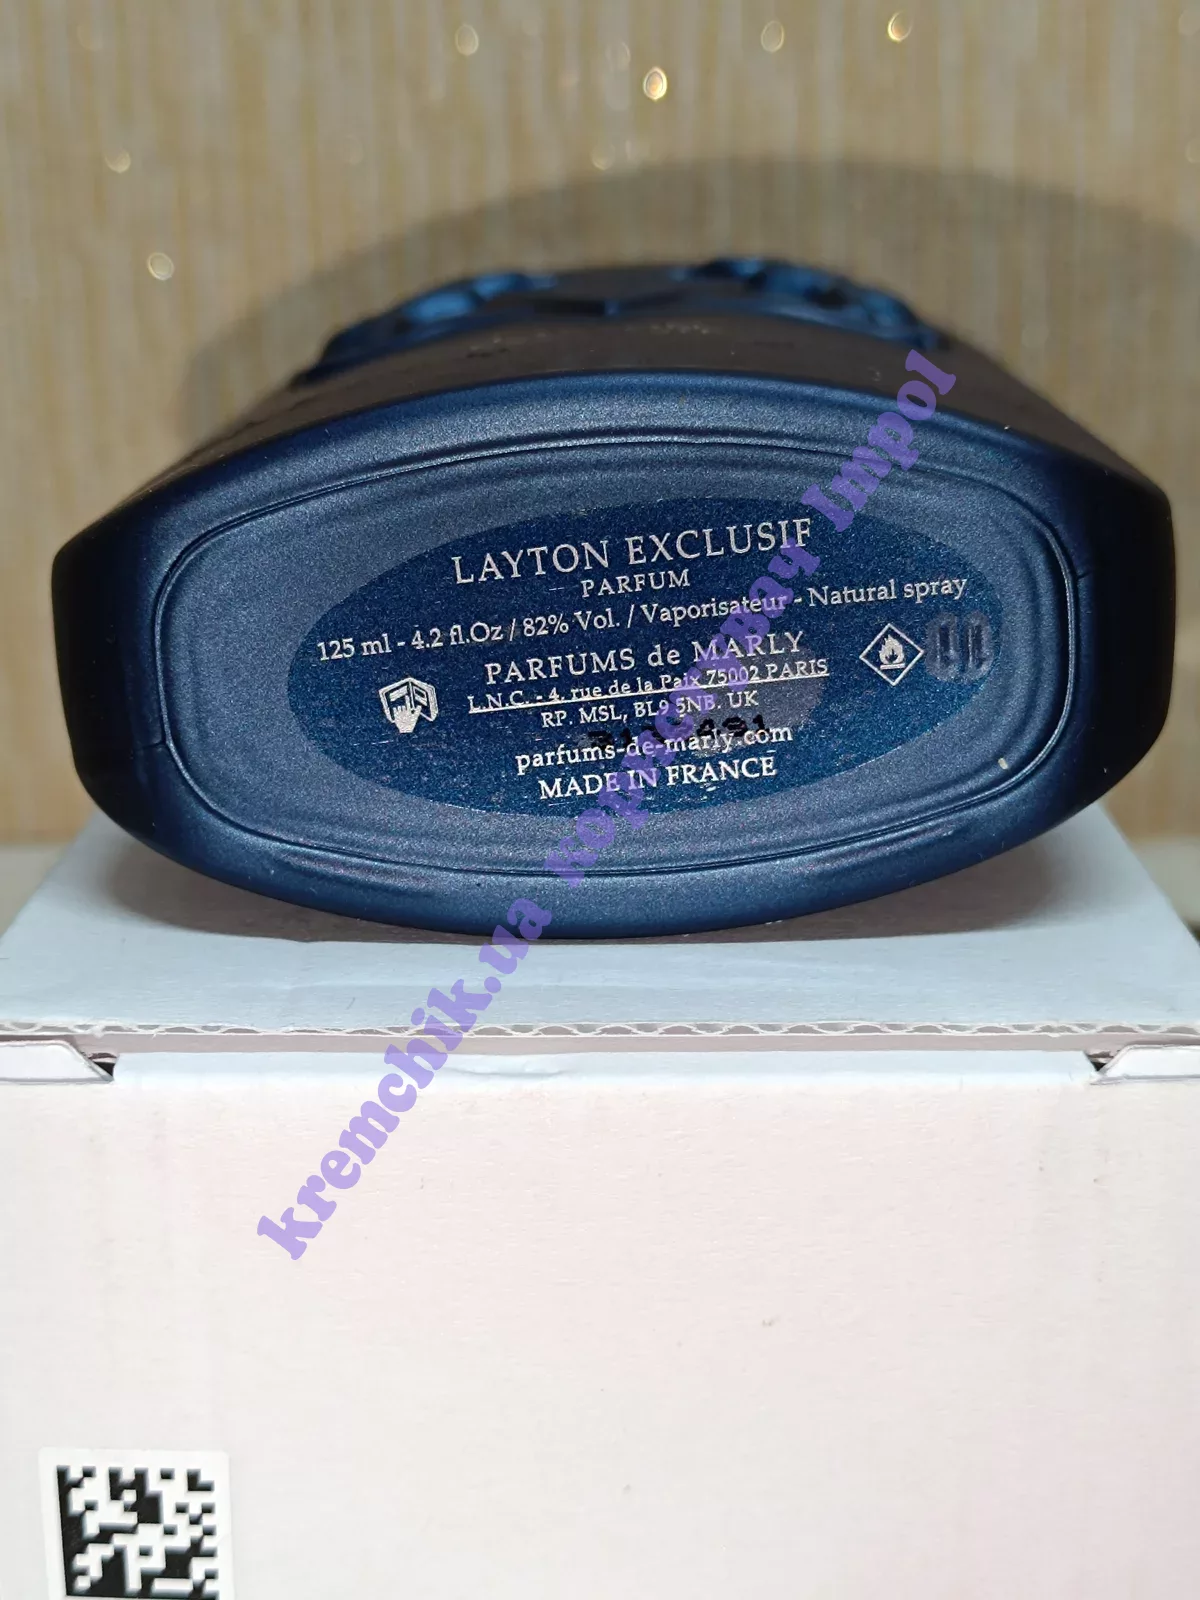 LAYTON EXCLUSIF
PARFUM
125 ml - 4.2 fl.Oz / 82% Vol. / Vaporisateur - Natural spray
PARFUMS de MARLY
L.N.C. - 4, rue de la Paix 75002 PARIS
RP. MSL, BL9 5NB. UK
parfums-de-marly.com
MADE IN FRANCE
kremchik.ua користувач Impol